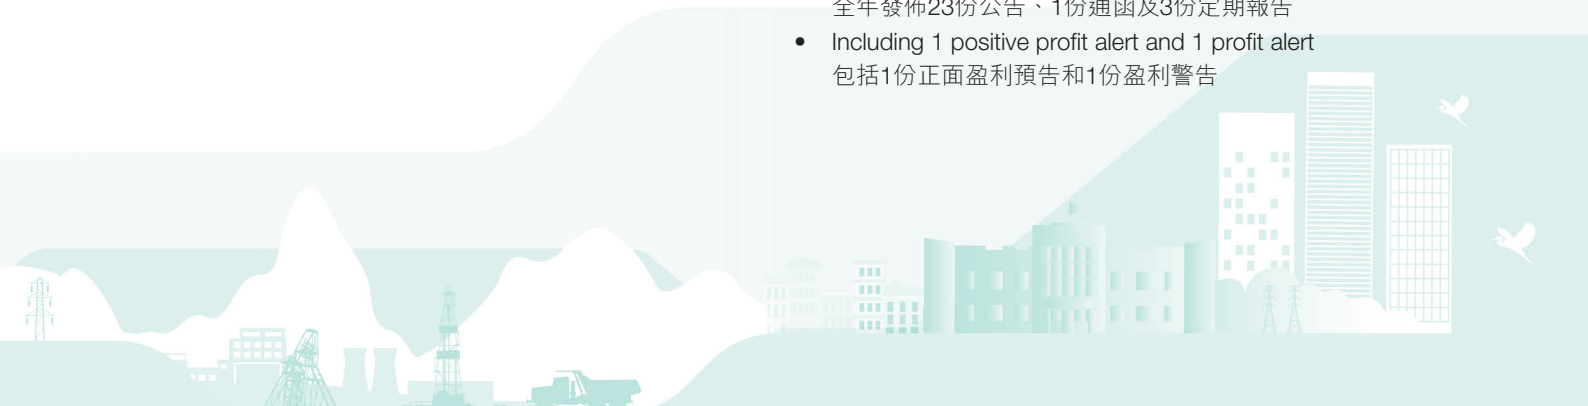 全年發佈23份公告、1份通函及3份定期報告
• Including 1 positive profit alert and 1 profit alert
包括1份正面盈利預告和1份盈利警告